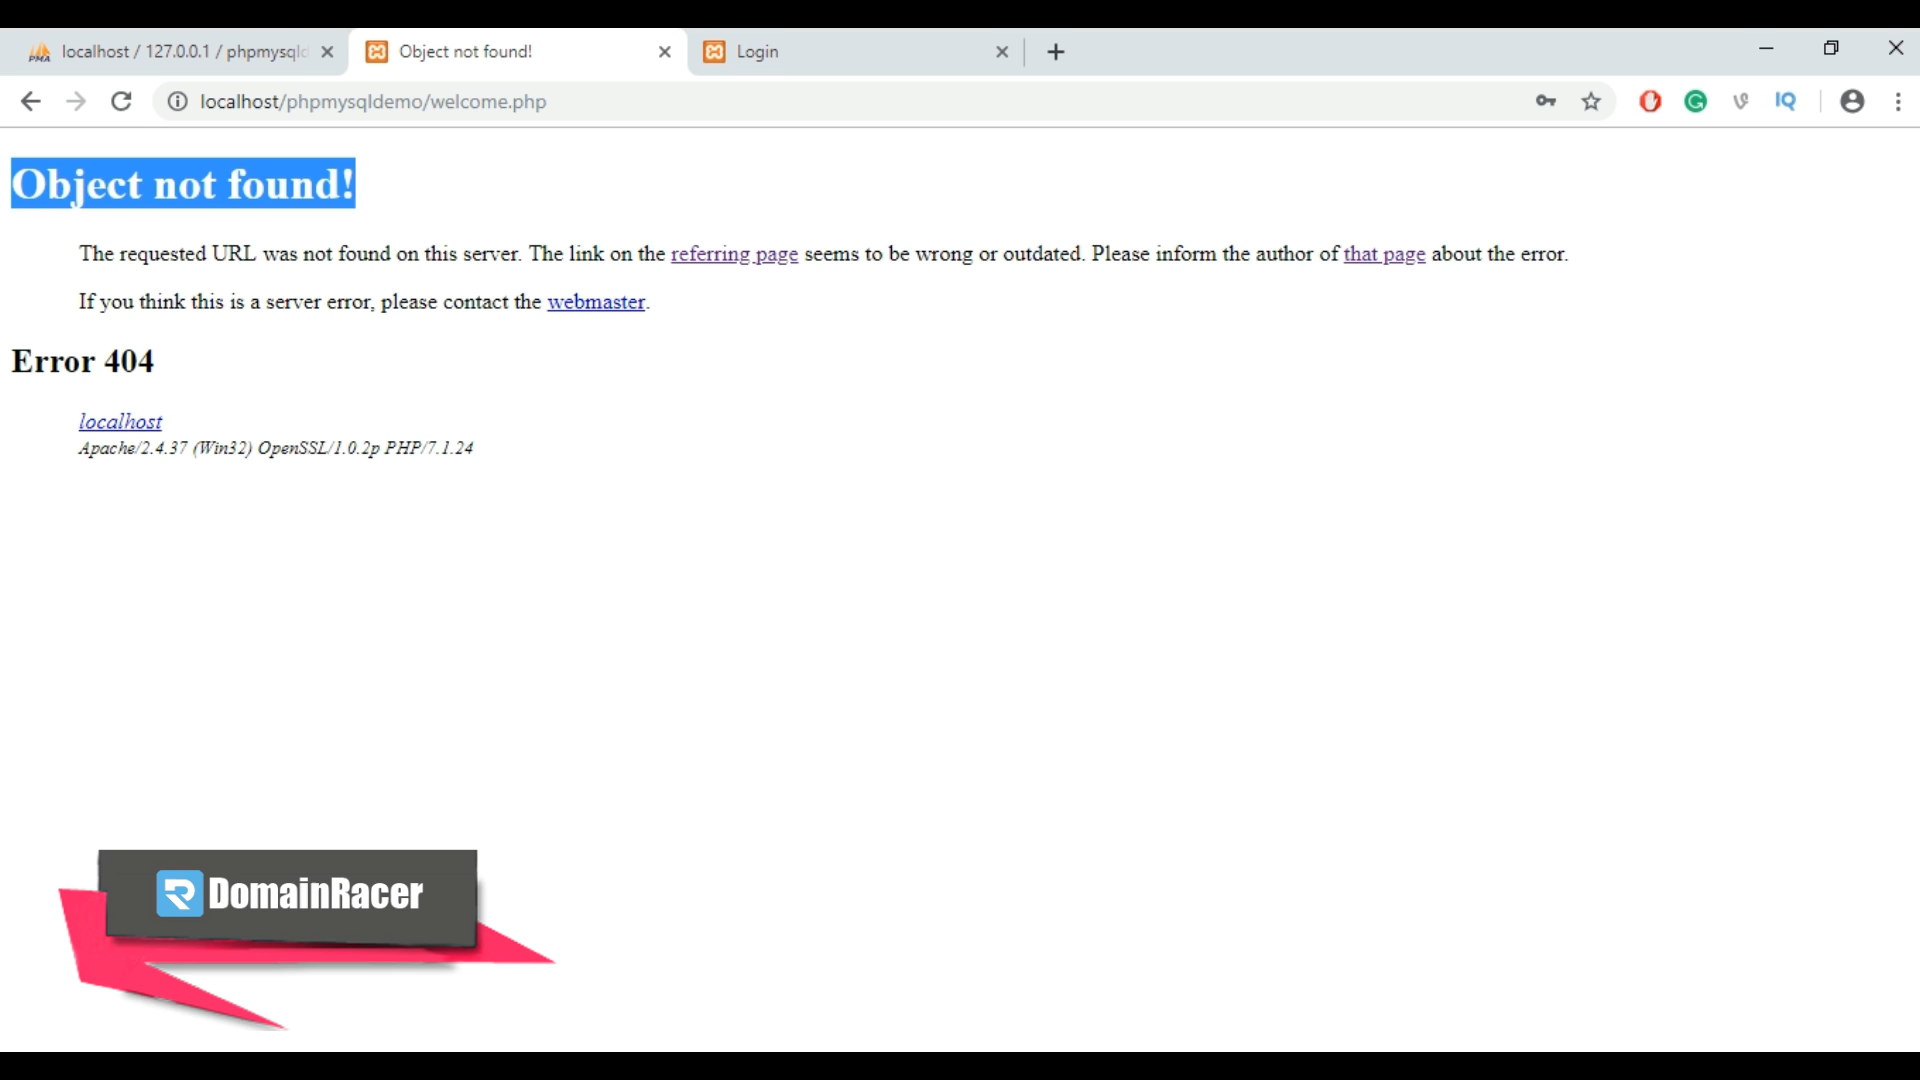 PMA localhost / 127.0.0.1 / phpmysqld
Object not found!
Login
localhost/phpmysqldemo/welcome.php
IQ
Object not found!
The requested URL was not found on this server. The link on the referring page seems to be wrong or outdated. Please inform the author of that page about the error.
If you think this is a server error, please contact the webmaster.
Error 404
localhost
Apache/2.4.37 (Win32) OpenSSL/1.0.2p PHP/7.1.24
DomainRacer